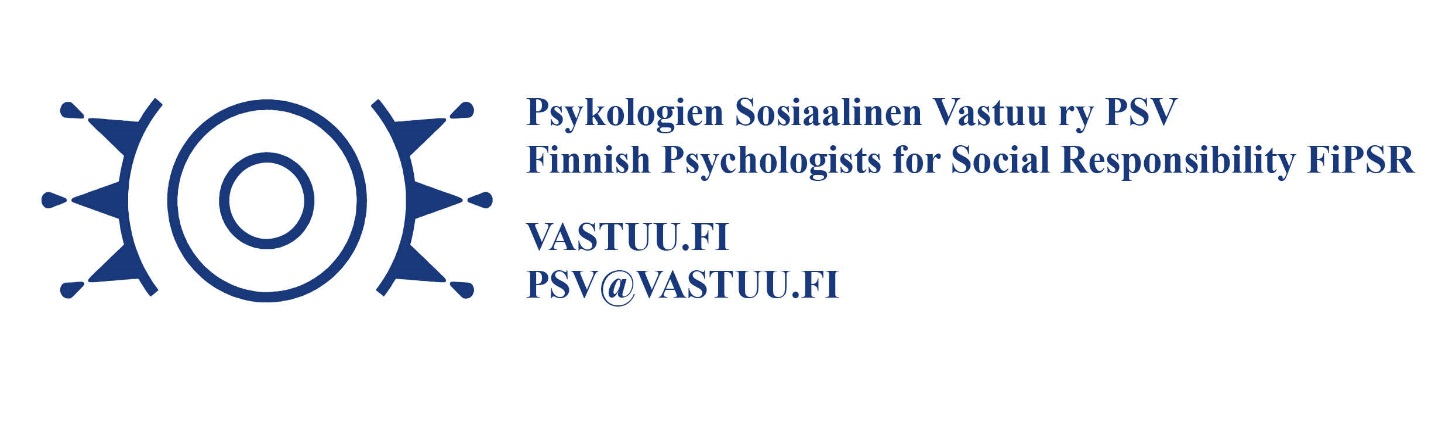 Psykologien Sosiaalinen Vastuu ry PSV
Finnish Psychologists for Social Responsibility FiPSR
VASTUU.FI
PSV@VASTUU.FI